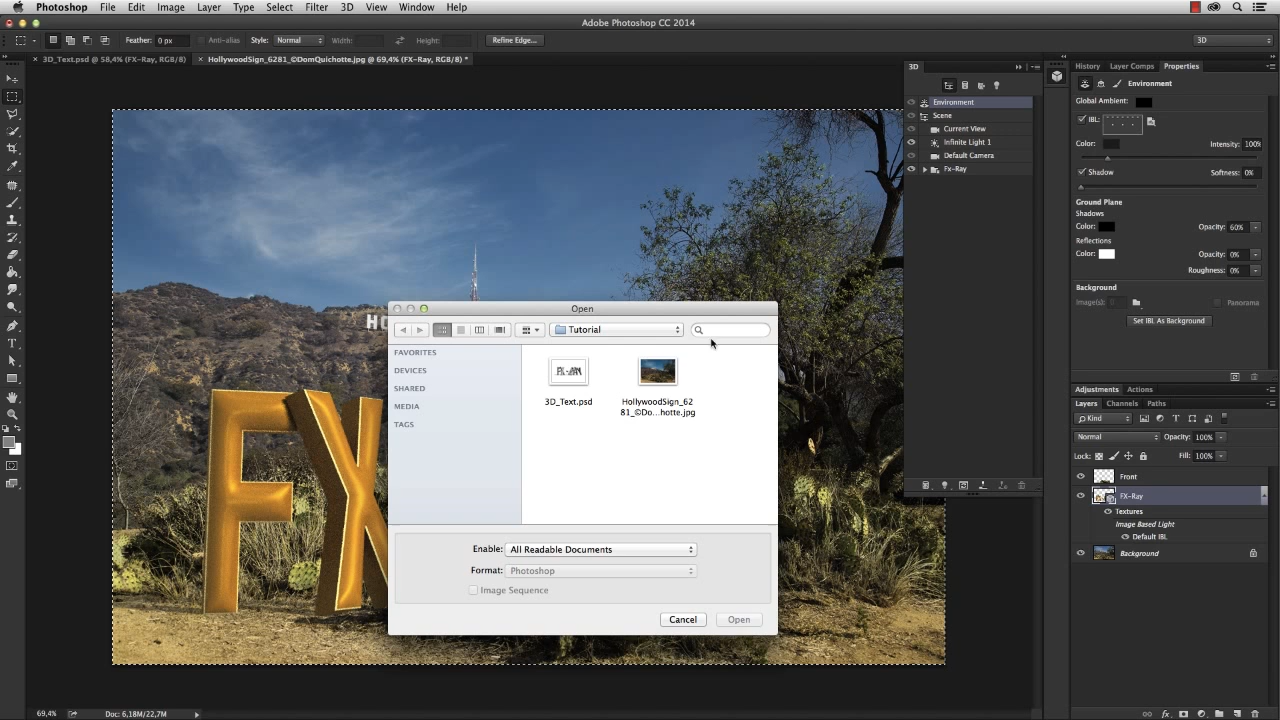 Photoshop File Edit Image Layer Type Select Filter 3D View Window Help
Adobe Photoshop CC 2014
Feather: 0 px Anti-alias Style: Normal Width: Height: Refine Edge... 3D
× 3D_Text.psd @ 58,4% (FX-Ray, RGB/8) × HollywoodSign_6281_©DomQuichotte.jpg @ 69,4% (FX-Ray, RGB/8) *
3D
Environment
Scene
Current View
Infinite Light 1
Default Camera
Fx-Ray
History Layer Comps Properties
Environment
Global Ambient:
IBL:
Color: Intensity: 100%
Shadow Softness: 0%
Ground Plane
Shadows
Color: Opacity: 60%
Reflections
Color: Opacity: 0%
Roughness: 0%
Background
Image(s): Panorama
Set IBL As Background
Adjustments Actions
Layers Channels Paths
Kind
Normal Opacity: 100%
Lock: Fill: 100%
Front
FX-Ray
Textures
Image Based Light
Default IBL
Background
Open
Tutorial
FAVORITES
DEVICES
SHARED
MEDIA
TAGS
3D_Text.psd
HollywoodSign_62
81_©Do...hotte.jpg
Enable: All Readable Documents
Format: Photoshop
Image Sequence
Cancel Open
HO
FX
69,4% Doc: 6,18M/22,7M